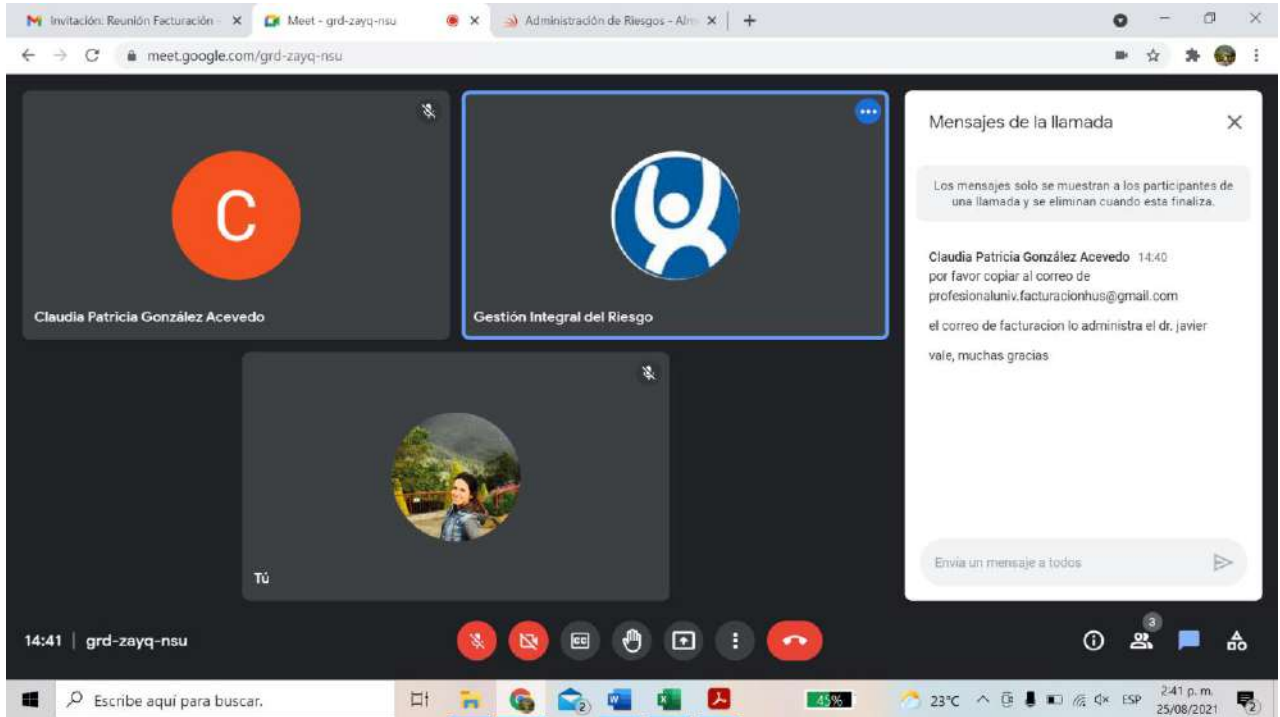 Invitación: Reunión Facturación -
Meet - grd-zayq-nsu
Administración de Riesgos - Alm
meet.google.com/grd-zayq-nsu
C
Claudia Patricia González Acevedo
Gestión Integral del Riesgo
Tú
Mensajes de la llamada
Los mensajes solo se muestran a los participantes de
una llamada y se eliminan cuando esta finaliza.
Claudia Patricia González Acevedo 14:40
por favor copiar al correo de
profesionaluniv.facturacionhus@gmail.com
el correo de facturacion lo administra el dr. javier
vale, muchas gracias
Envía un mensaje a todos
14:41 | grd-zayq-nsu
CC
3
Escribe aquí para buscar.
2
45%
23°C
ESP
2:41 p. m.
25/08/2021
2